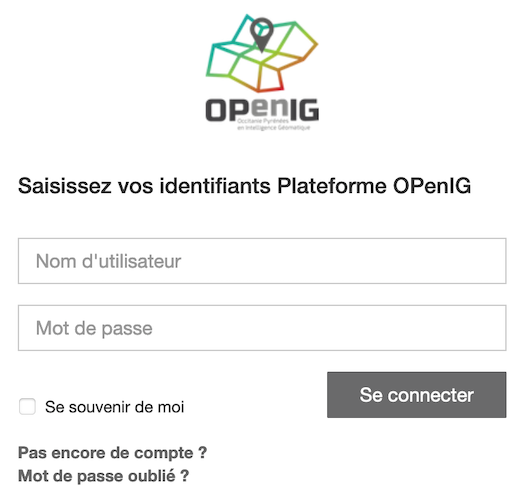 OPenIG
Occitanie Pyrénées
en Intelligence Géomatique
Saisissez vos identifiants Plateforme OPenIG
Nom d'utilisateur
Mot de passe
Se souvenir de moi
Se connecter
Pas encore de compte ?
Mot de passe oublié ?